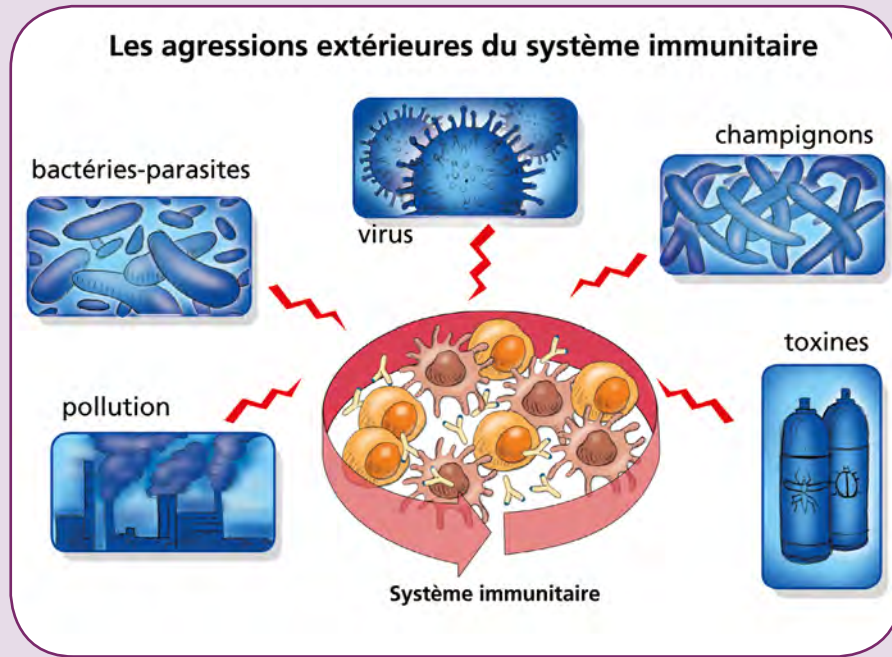 Les agressions extérieures du système immunitaire
bactéries-parasites
virus
champignons
pollution
toxines
Système immunitaire